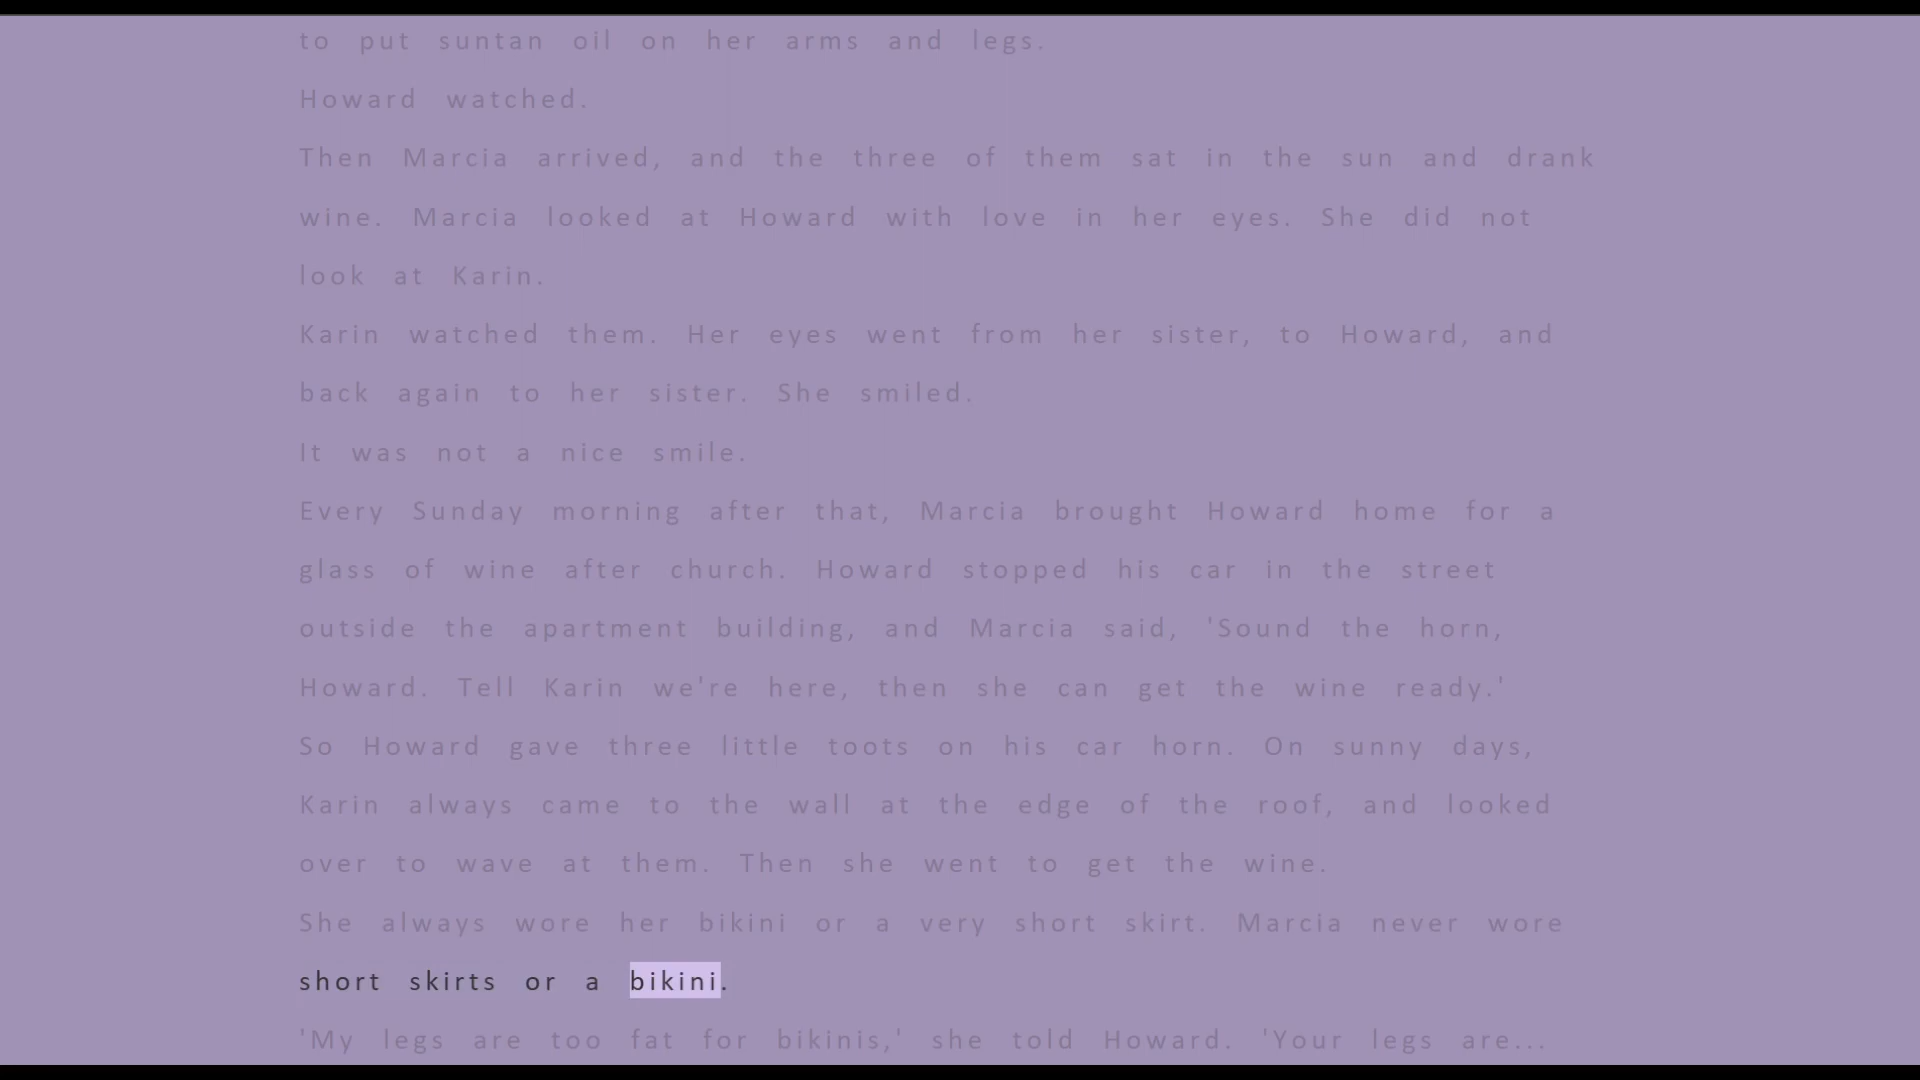 to put suntan oil on her arms and legs.
Howard watched.
Then Marcia arrived, and the three of them sat in the sun and drank
wine. Marcia looked at Howard with love in her eyes. She did not
look at Karin.
Karin watched them. Her eyes went from her sister, to Howard, and
back again to her sister. She smiled.
It was not a nice smile.
Every Sunday morning after that, Marcia brought Howard home for a
glass of wine after church. Howard stopped his car in the street
outside the apartment building, and Marcia said, 'Sound the horn,
Howard. Tell Karin we're here, then she can get the wine ready.'
So Howard gave three little toots on his car horn. On sunny days,
Karin always came to the wall at the edge of the roof, and looked
over to wave at them. Then she went to get the wine.
She always wore her bikini or a very short skirt. Marcia never wore
short skirts or a bikini.
'My legs are too fat for bikinis,' she told Howard. 'Your legs are...